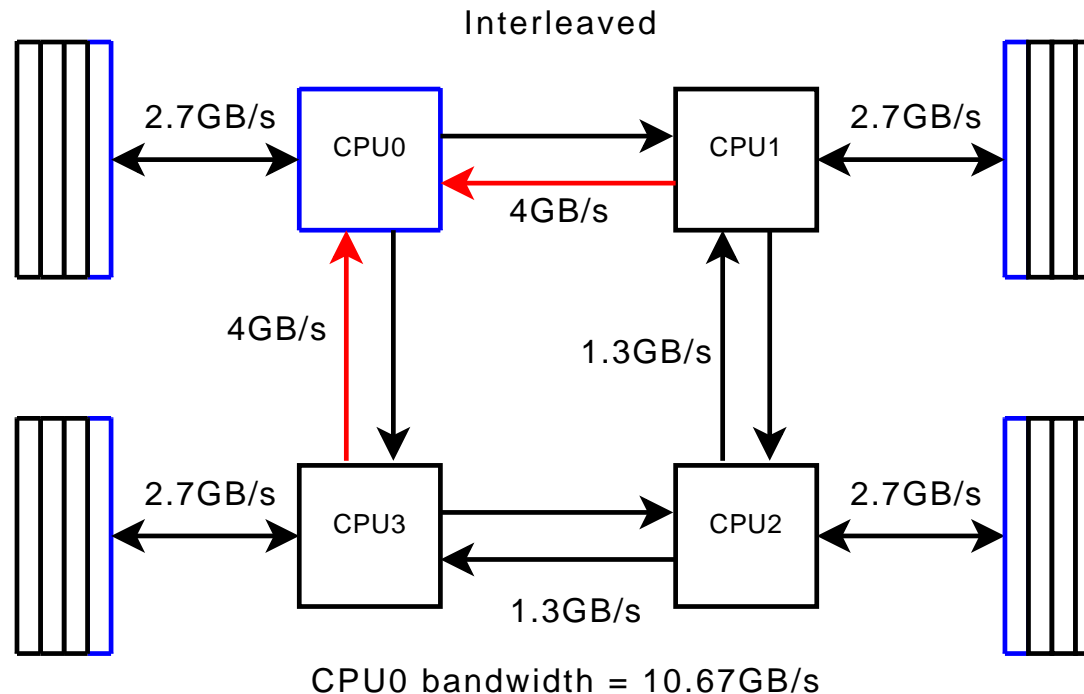 Interleaved
2.7GB/s
CPU0
CPU1
2.7GB/s
4GB/s
4GB/s
1.3GB/s
2.7GB/s
CPU3
CPU2
2.7GB/s
1.3GB/s
CPU0 bandwidth = 10.67GB/s